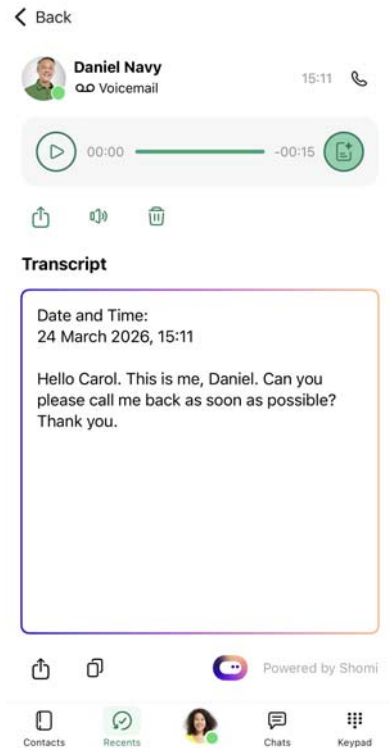 Back
Daniel Navy
Voicemail
15:11
00:00
-00:15
Transcript
Date and Time:
24 March 2026, 15:11
Hello Carol. This is me, Daniel. Can you
please call me back as soon as possible?
Thank you.
Powered by Shomi
Contacts
Recents
Chats
Keypad